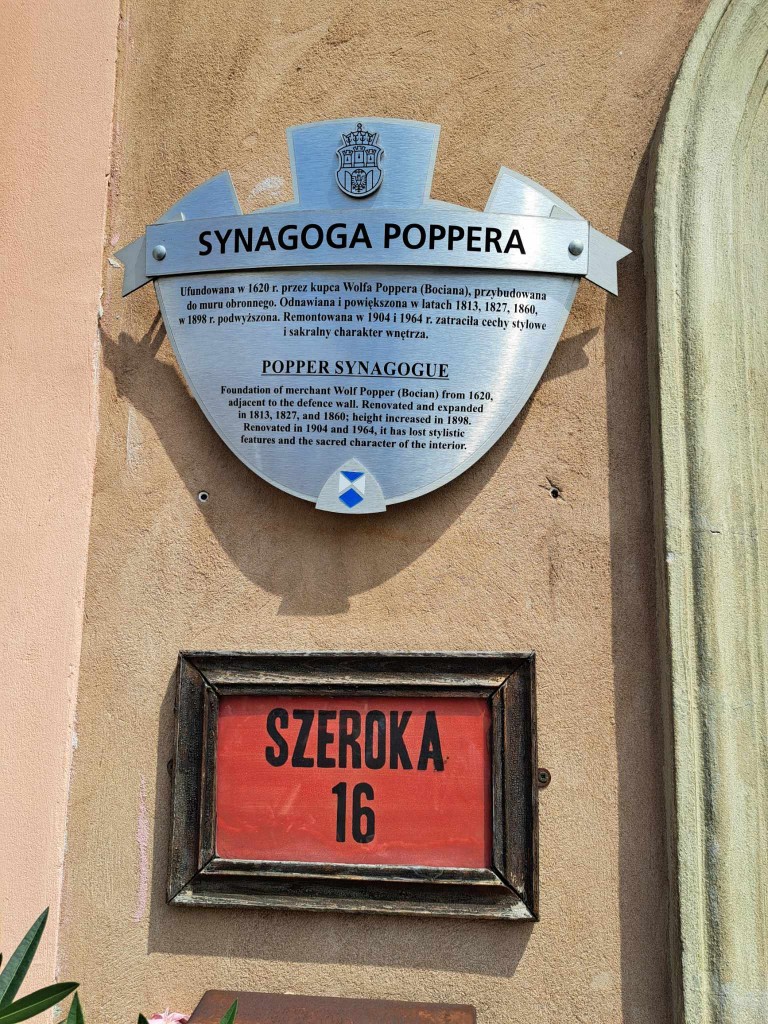 SYNAGOGA POPPERA
Ufundowana w 1620 r. przez kupca Wolfa Poppera (Bociana), przybudowana
do muru obronnego. Odnawiana i powiększona w latach 1813, 1827, 1860,
w 1898 r. podwyższona. Remontowana w 1904 i 1964 r. zatraciła cechy stylowe
i sakralny charakter wnętrza.
POPPER SYNAGOGUE
Foundation of merchant Wolf Popper (Bocian) from 1620,
adjacent to the defence wall. Renovated and expanded
in 1813, 1827, and 1860; height increased in 1898.
Renovated in 1904 and 1964, it has lost stylistic
features and the sacred character of the interior.
SZEROKA
16